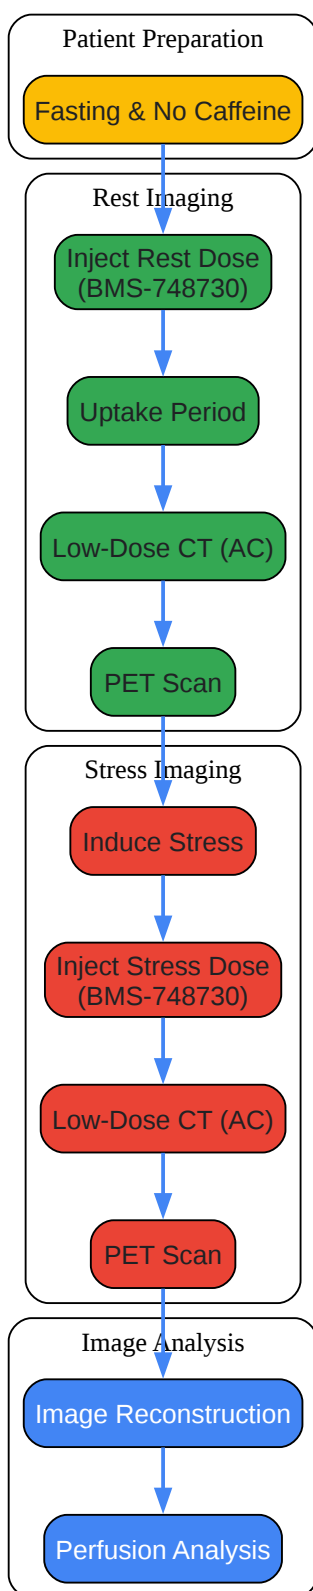 Patient Preparation
Fasting & No Caffeine
Rest Imaging
Inject Rest Dose
(BMS-748730)
Uptake Period
Low-Dose CT (AC)
PET Scan
Stress Imaging
Induce Stress
Inject Stress Dose
(BMS-748730)
Low-Dose CT (AC)
PET Scan
Image Analysis
Image Reconstruction
Perfusion Analysis